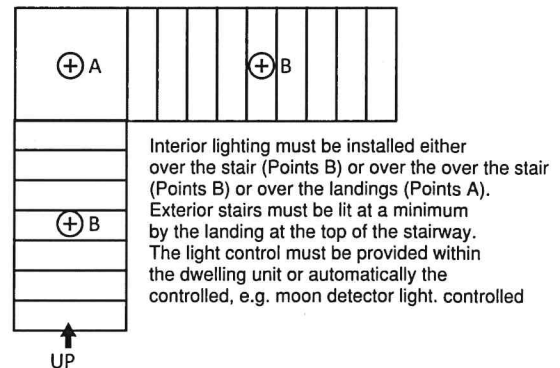 A
B
Interior lighting must be installed either
over the stair (Points B) or over the over the stair
(Points B) or over the landings (Points A).
Exterior stairs must be lit at a minimum
by the landing at the top of the stairway.
The light control must be provided within
the dwelling unit or automatically the
controlled, e.g. moon detector light. controlled
B
UP